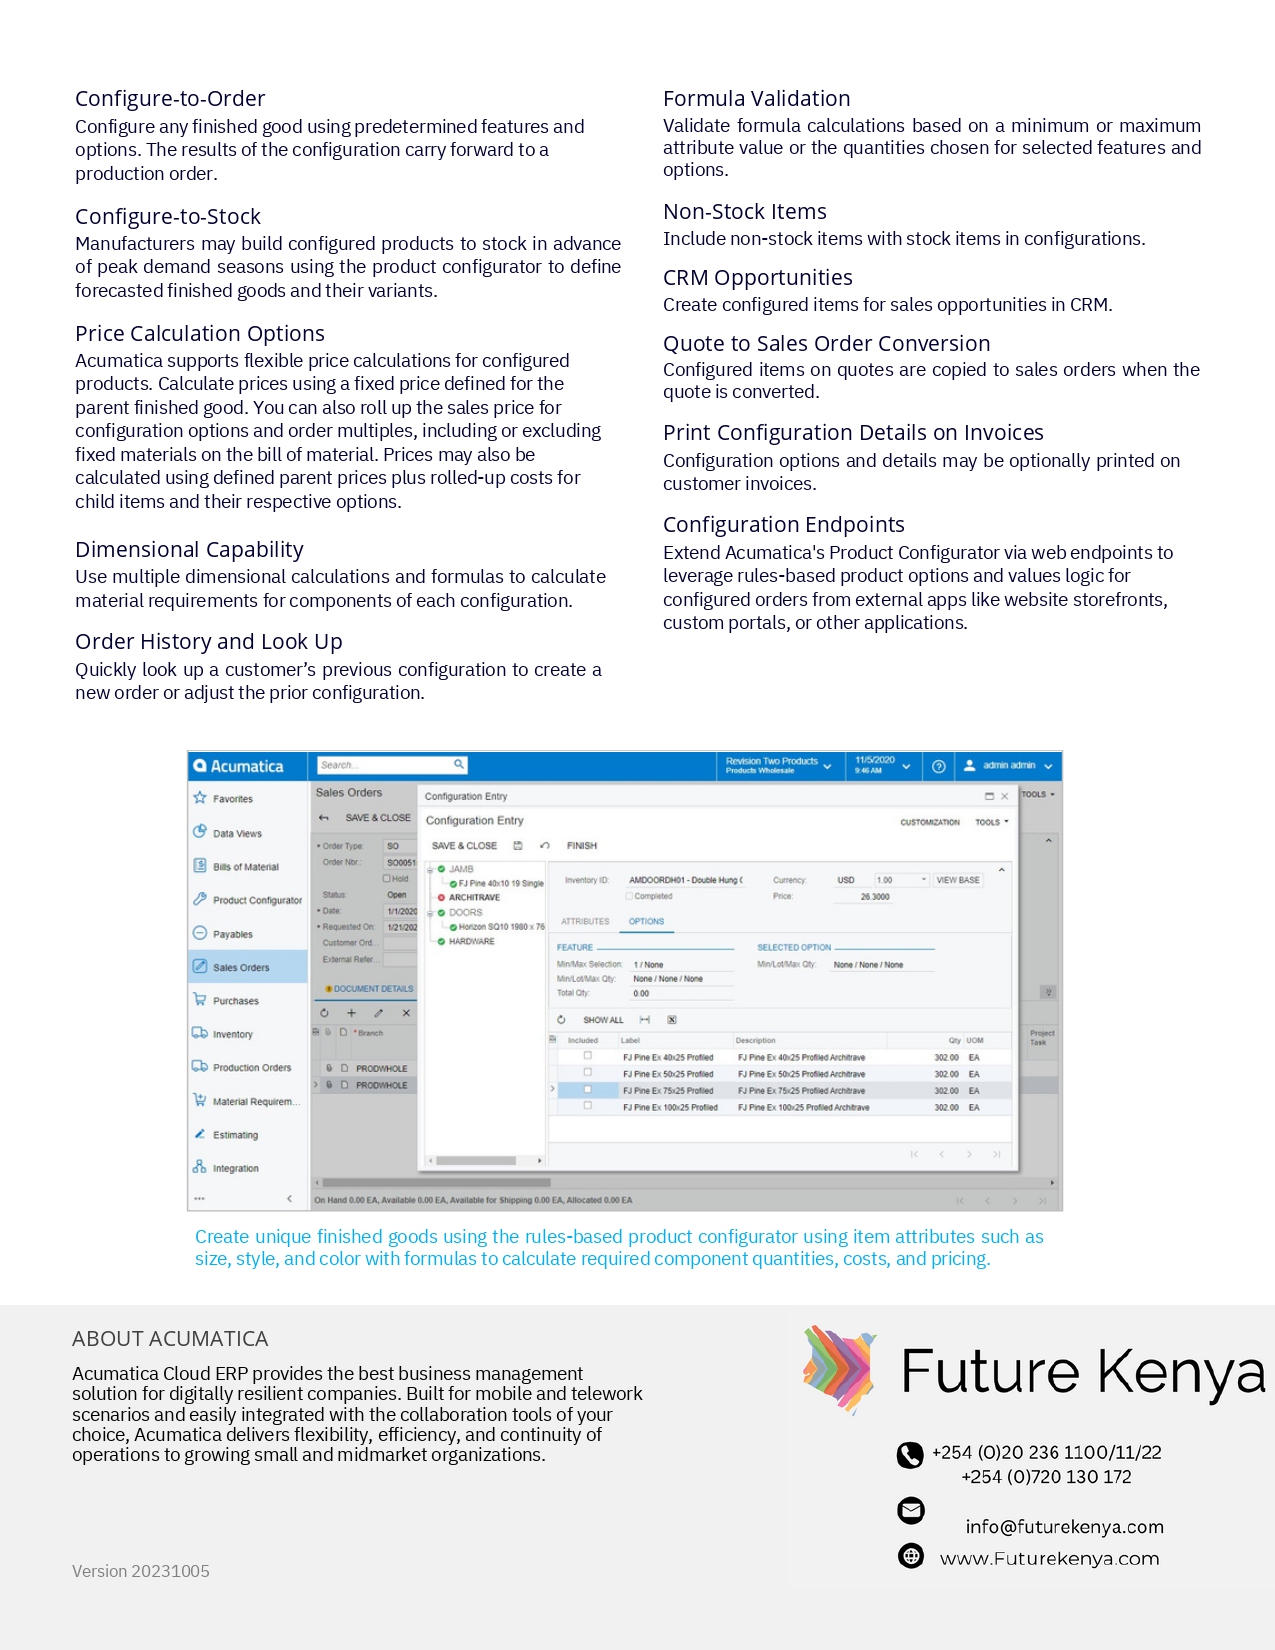 Configure-to-Order
Configure any finished good using predetermined features and
options. The results of the configuration carry forward to a
production order.
Configure-to-Stock
Manufacturers may build configured products to stock in advance
of peak demand seasons using the product configurator to define
forecasted finished goods and their variants.
Price Calculation Options
Acumatica supports flexible price calculations for configured
products. Calculate prices using a fixed price defined for the
parent finished good. You can also roll up the sales price for
configuration options and order multiples, including or excluding
fixed materials on the bill of material. Prices may also be
calculated using defined parent prices plus rolled-up costs for
child items and their respective options.
Dimensional Capability
Use multiple dimensional calculations and formulas to calculate
material requirements for components of each configuration.
Order History and Look Up
Quickly look up a customer’s previous configuration to create a
new order or adjust the prior configuration.
Formula Validation
Validate formula calculations based on a minimum or maximum
attribute value or the quantities chosen for selected features and
options.
Non-Stock Items
Include non-stock items with stock items in configurations.
CRM Opportunities
Create configured items for sales opportunities in CRM.
Quote to Sales Order Conversion
Configured items on quotes are copied to sales orders when the
quote is converted.
Print Configuration Details on Invoices
Configuration options and details may be optionally printed on
customer invoices.
Configuration Endpoints
Extend Acumatica's Product Configurator via web endpoints to
leverage rules-based product options and values logic for
configured orders from external apps like website storefronts,
custom portals, or other applications.
Acumatica
Search...
Revision Two Products
Products Wholesale
11/5/2020
9:46 AM
admin admin
Favorites
Data Views
Bills of Material
Product Configurator
Payables
Sales Orders
Purchases
Inventory
Production Orders
Material Requirem...
Estimating
Integration
Sales Orders
SAVE & CLOSE
TOOLS
Order Type: SO
Order Nbr.: SO0051
Hold
Status: Open
Date: 1/1/2020
Requested On: 1/21/202
Customer Ord...
External Refer...
DOCUMENT DETAILS
Branch
PRODWHOLE
PRODWHOLE
Project
Task
Configuration Entry
Configuration Entry
CUSTOMIZATION TOOLS
SAVE & CLOSE FINISH
JAMB
FJ Pine 40x10 19 Single
ARCHITRAVE
DOORS
Horizon SQ10 1980 x 76
HARDWARE
Inventory ID: AMDOORDH01 - Double Hung ( Currency: USD 1.00 VIEW BASE
Completed Price: 26.3000
ATTRIBUTES OPTIONS
FEATURE SELECTED OPTION
Min/Max Selection: 1 / None Min/Lot/Max Qty: None / None / None
Min/Lot/Max Qty: None / None / None
Total Qty: 0.00
SHOW ALL
Included Label Description Qty UOM
FJ Pine Ex 40x25 Profiled FJ Pine Ex 40x25 Profiled Architrave 302.00 EA
FJ Pine Ex 50x25 Profiled FJ Pine Ex 50x25 Profiled Architrave 302.00 EA
FJ Pine Ex 75x25 Profiled FJ Pine Ex 75x25 Profiled Architrave 302.00 EA
FJ Pine Ex 100x25 Profiled FJ Pine Ex 100x25 Profiled Architrave 302.00 EA
On Hand 0.00 EA, Available 0.00 EA, Available for Shipping 0.00 EA, Allocated 0.00 EA
Create unique finished goods using the rules-based product configurator using item attributes such as
size, style, and color with formulas to calculate required component quantities, costs, and pricing.
ABOUT ACUMATICA
Acumatica Cloud ERP provides the best business management
solution for digitally resilient companies. Built for mobile and telework
scenarios and easily integrated with the collaboration tools of your
choice, Acumatica delivers flexibility, efficiency, and continuity of
operations to growing small and midmarket organizations.
Version 20231005
Future Kenya
+254 (0)20 236 1100/11/22
+254 (0)720 130 172
info@futurekenya.com
www.Futurekenya.com